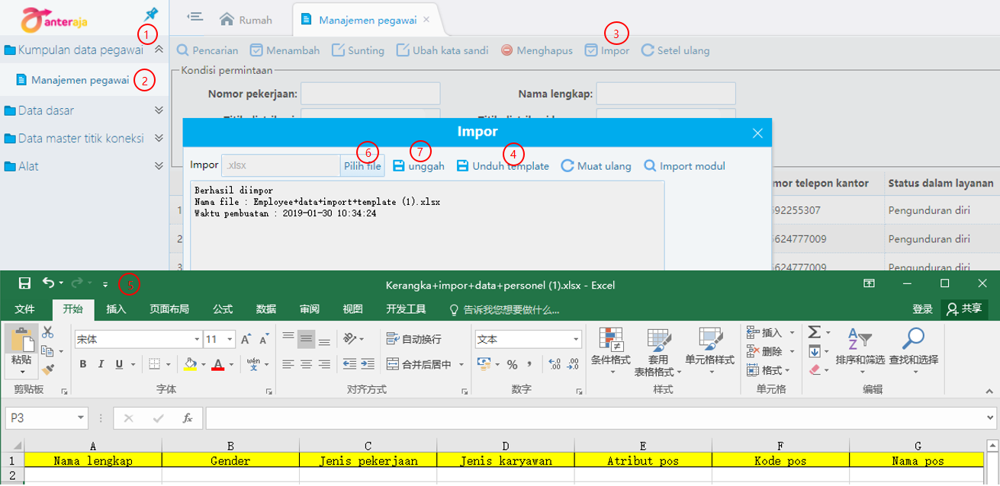 anteraja
1
Rumah
Manajemen pegawai
3
Kumpulan data pegawai
Pencarian
Menambah
Sunting
Ubah kata sandi
Menghapus
Impor
Setel ulang
Manajemen pegawai
2
Kondisi permintaan
Nomor pekerjaan:
Nama lengkap:
Data dasar
Data master titik koneksi
Alat
Impor
6
7
4
Impor
.xlsx
Pilih file
unggah
Unduh template
Muat ulang
Import modul
Berhasil diimpor
Nama file : Employee+data+import+template (1).xlsx
Waktu pembuatan : 2019-01-30 10:34:24
mor telepon kantor
Status dalam layanan
1
692255307
Pengunduran diri
2
624777009
Pengunduran diri
3
624777009
Pengunduran diri
5
Kerangka+impor+data+personel (1).xlsx - Excel
文件 开始 插入 页面布局 公式 数据 审阅 视图 开发工具 告诉我您想要做什么... 登录 共享
粘贴
宋体
11
自动换行
文本
合并后居中
条件格式
套用
表格格式
单元格样式
插入
删除
格式
排序和筛选
查找和选择
剪贴板 字体 对齐方式 数字 样式 单元格 编辑
P3
fx
A B C D E F G
1 Nama lengkap Gender Jenis pekerjaan Jenis karyawan Atribut pos Kode pos Nama pos
2